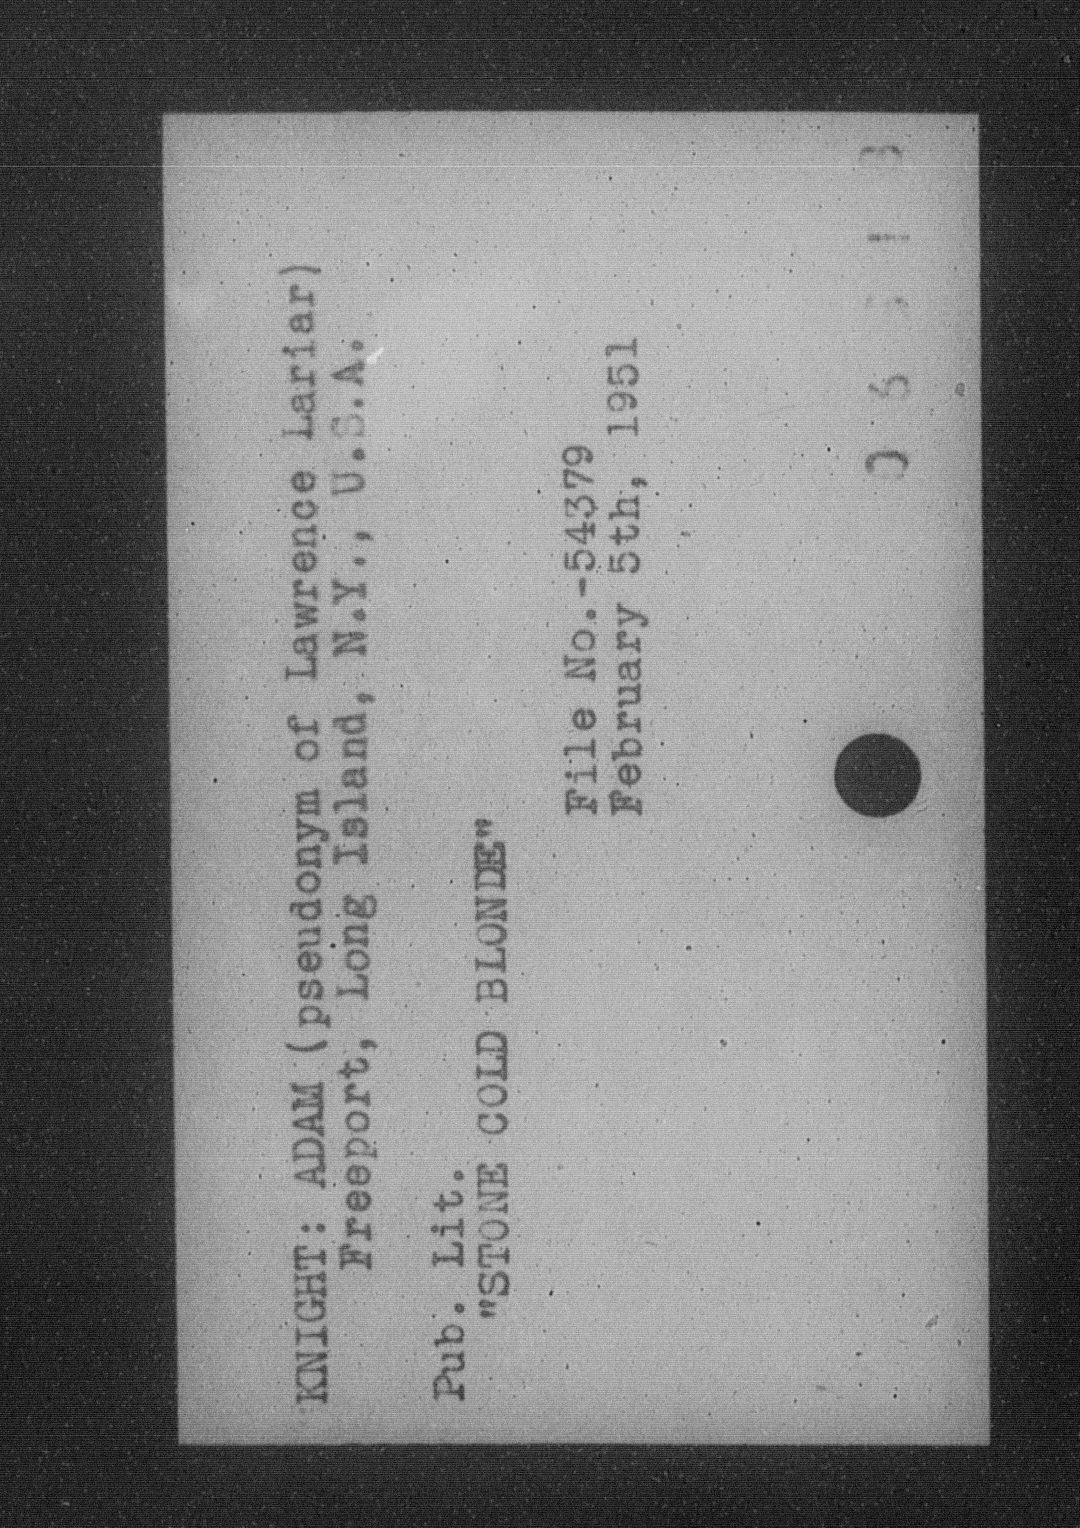 KNIGHT: ADAM (pseudonym of Lawrence Lariar)
Freeport, Long Island, N.Y., U.S.A.
Pub. Lit.
"STONE COLD BLONDE"
File No.-54379
February 5th, 1951